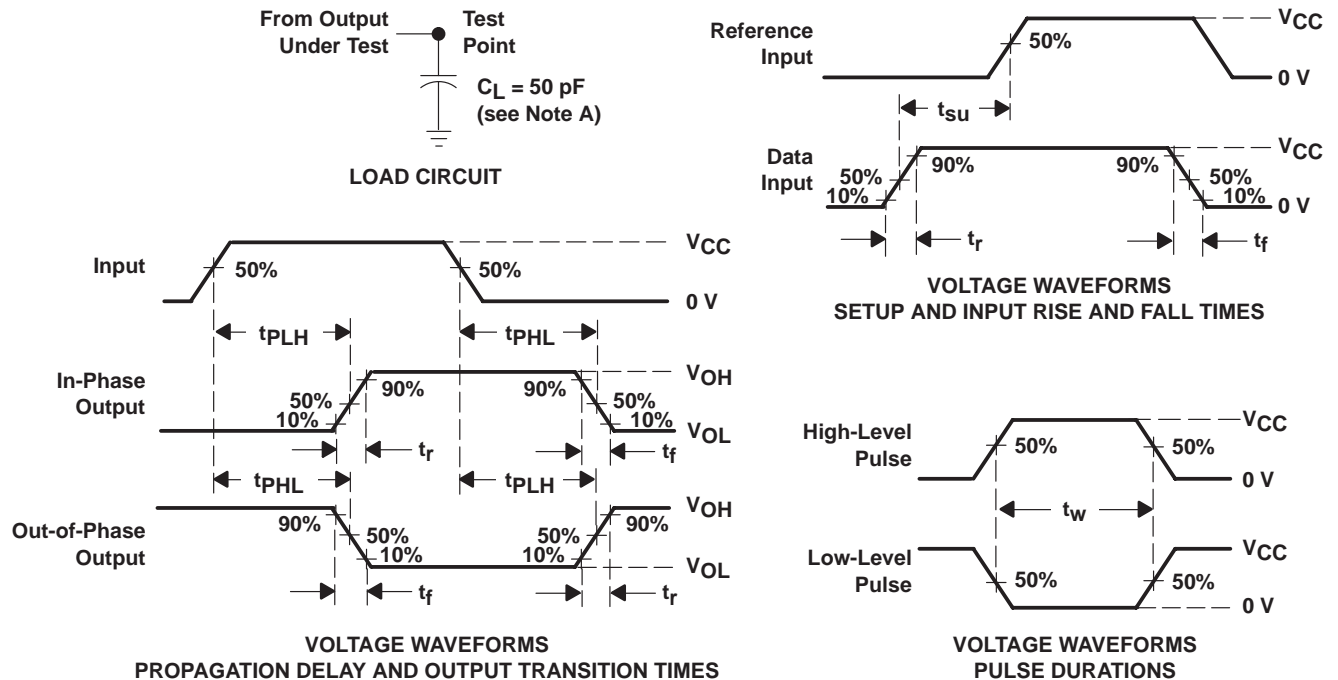 From Output
Under Test
Test
Point
CL = 50 pF
(see Note A)
LOAD CIRCUIT
Input
50%
50%
VCC
0 V
tPLH
tPHL
In-Phase
Output
50%
10%
90%
90%
50%
10%
VOH
VOL
tr
tf
tPHL
tPLH
Out-of-Phase
Output
90%
50%
10%
50%
10%
90%
VOH
VOL
tf
tr
VOLTAGE WAVEFORMS
PROPAGATION DELAY AND OUTPUT TRANSITION TIMES
Reference
Input
50%
VCC
0 V
tsu
Data
Input
50%
10%
90%
90%
50%
10%
VCC
0 V
tr
tf
VOLTAGE WAVEFORMS
SETUP AND INPUT RISE AND FALL TIMES
High-Level
Pulse
50%
50%
VCC
0 V
tw
Low-Level
Pulse
50%
50%
VCC
0 V
VOLTAGE WAVEFORMS
PULSE DURATIONS